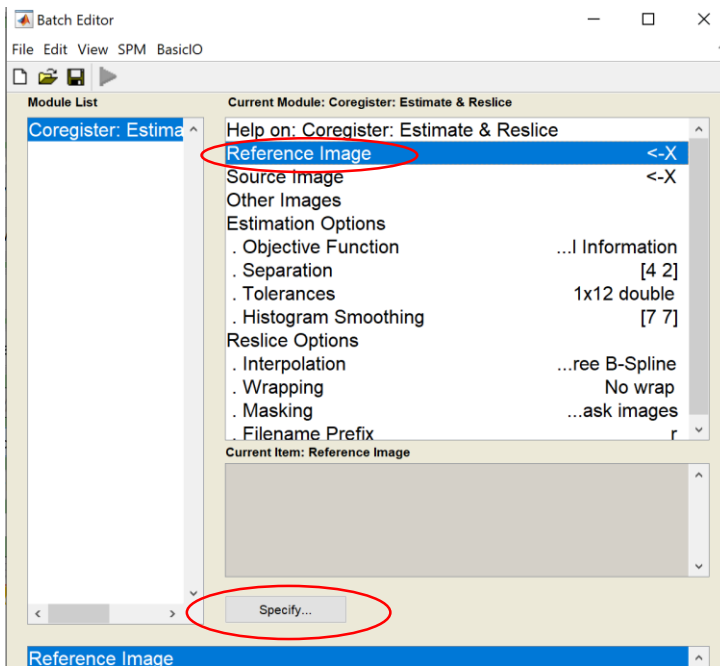 Batch Editor
File Edit View SPM BasicIO
Module List
Current Module: Coregister: Estimate & Reslice
Coregister: Estima
Help on: Coregister: Estimate & Reslice
Reference Image <-X
Source Image <-X
Other Images
Estimation Options
. Objective Function ...l Information
. Separation [4 2]
. Tolerances 1x12 double
. Histogram Smoothing [7 7]
Reslice Options
. Interpolation ...ree B-Spline
. Wrapping No wrap
. Masking ...ask images
. Filename Prefix r
Current Item: Reference Image
Specify...
Reference Image